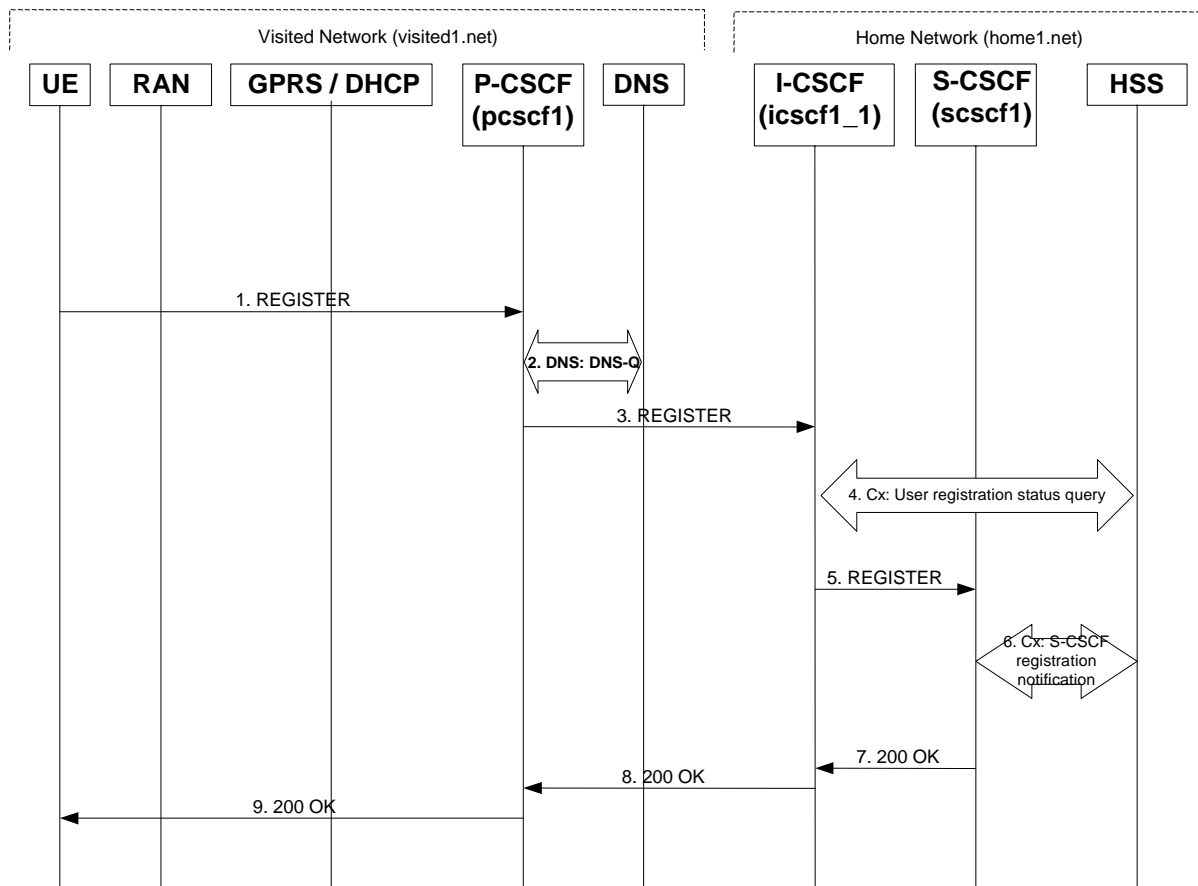 Visited Network (visited1.net)
Home Network (home1.net)
UE
RAN
GPRS / DHCP
P-CSCF
(pcscf1)
DNS
I-CSCF
(icscf1_1)
S-CSCF
(scscf1)
HSS
1. REGISTER
2. DNS: DNS-Q
3. REGISTER
4. Cx: User registration status query
5. REGISTER
6. Cx: S-CSCF
registration
notification
7. 200 OK
8. 200 OK
9. 200 OK